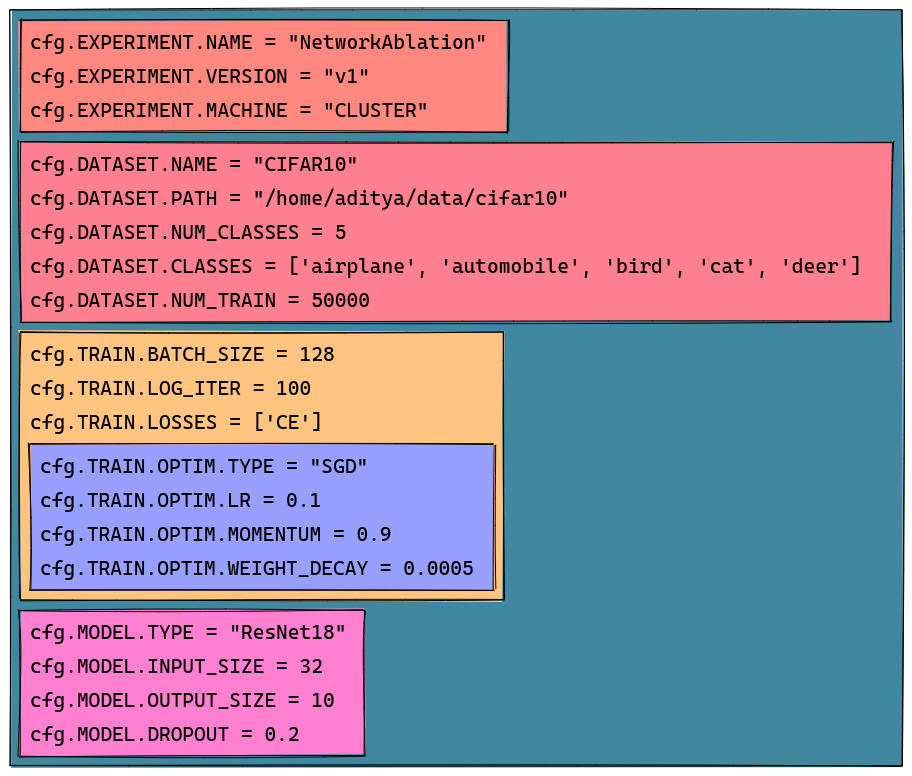 cfg.EXPERIMENT.NAME = "NetworkAblation"
cfg.EXPERIMENT.VERSION = "v1"
cfg.EXPERIMENT.MACHINE = "CLUSTER"
cfg.DATASET.NAME = "CIFAR10"
cfg.DATASET.PATH = "/home/aditya/data/cifar10"
cfg.DATASET.NUM_CLASSES = 5
cfg.DATASET.CLASSES = ['airplane', 'automobile', 'bird', 'cat', 'deer']
cfg.DATASET.NUM_TRAIN = 50000
cfg.TRAIN.BATCH_SIZE = 128
cfg.TRAIN.LOG_ITER = 100
cfg.TRAIN.LOSSES = ['CE']
cfg.TRAIN.OPTIM.TYPE = "SGD"
cfg.TRAIN.OPTIM.LR = 0.1
cfg.TRAIN.OPTIM.MOMENTUM = 0.9
cfg.TRAIN.OPTIM.WEIGHT_DECAY = 0.0005
cfg.MODEL.TYPE = "ResNet18"
cfg.MODEL.INPUT_SIZE = 32
cfg.MODEL.OUTPUT_SIZE = 10
cfg.MODEL.DROPOUT = 0.2